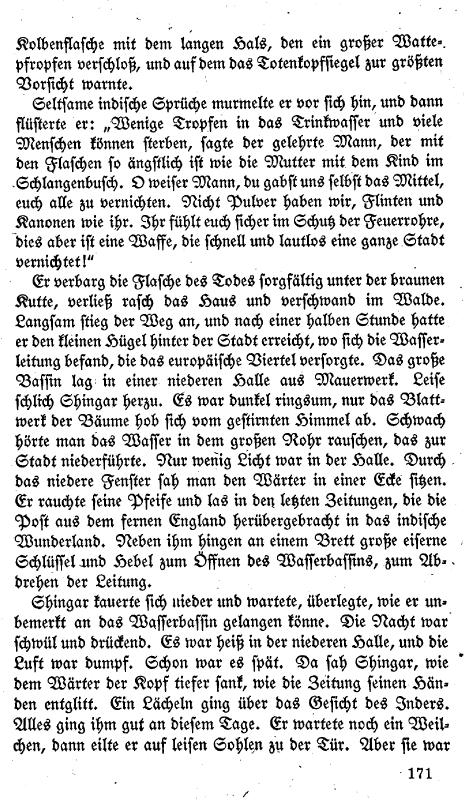 Kolbenflasche mit dem langen Hals, den ein großer Watte-
pfropfen verschloß, und auf dem das Totenkopfsiegel zur größten
Vorsicht warnte.
Seltsame indische Sprüche murmelte er vor sich hin, und dann
flüsterte er: „Wenige Tropfen in das Trinkwasser und viele
Menschen können sterben, sagte der gelehrte Mann, der mit
den Flaschen so ängstlich ist wie die Mutter mit dem Kind im
Schlangenbusch. O weiser Mann, du gabst uns selbst das Mittel,
euch alle zu vernichten. Nicht Pulver haben wir, Flinten und
Kanonen wie ihr. Ihr fühlt euch sicher im Schutz der Feuerrohre,
dies aber ist eine Waffe, die schnell und lautlos eine ganze Stadt
vernichtet!“
Er verbarg die Flasche des Todes sorgfältig unter der braunen
Kutte, verließ rasch das Haus und verschwand im Walde.
Langsam stieg der Weg an, und nach einer halben Stunde hatte
er den kleinen Hügel hinter der Stadt erreicht, wo sich die Wasser-
leitung befand, die das europäische Viertel versorgte. Das große
Bassin lag in einer niederen Halle aus Mauerwerk. Leise
schlich Shingar herzu. Es war dunkel ringsum, nur das Blatt-
werk der Bäume hob sich vom gestirnten Himmel ab. Schwach
hörte man das Wasser in dem großen Rohr rauschen, das zur
Stadt niederführte. Nur wenig Licht war in der Halle. Durch
das niedere Fenster sah man den Wärter in einer Ecke sitzen.
Er rauchte seine Pfeife und las in den letzten Zeitungen, die die
Post aus dem fernen England herübergebracht in das indische
Wunderland. Neben ihm hingen an einem Brett große eiserne
Schlüssel und Hebel zum Öffnen des Wasserbassins, zum Ab-
drehen der Leitung.
Shingar kauerte sich nieder und wartete, überlegte, wie er un-
bemerkt an das Wasserbassin gelangen könne. Die Nacht war
schwül und drückend. Es war heiß in der niederen Halle, und die
Luft war dumpf. Schon war es spät. Da sah Shingar, wie
dem Wärter der Kopf tiefer sank, wie die Zeitung seinen Hän-
den entglitt. Ein Lächeln ging über das Gesicht des Inders.
Alles ging ihm gut an diesem Tage. Er wartete noch ein Weil-
chen, dann eilte er auf leisen Sohlen zu der Tür. Aber sie war
171